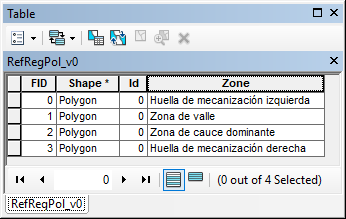 Table
RefRegPol_v0
FID Shape * Id Zone
0 Polygon 0 Huella de mecanización izquierda
1 Polygon 0 Zona de valle
2 Polygon 0 Zona de cauce dominante
3 Polygon 0 Huella de mecanización derecha
0 (0 out of 4 Selected)
RefRegPol_v0